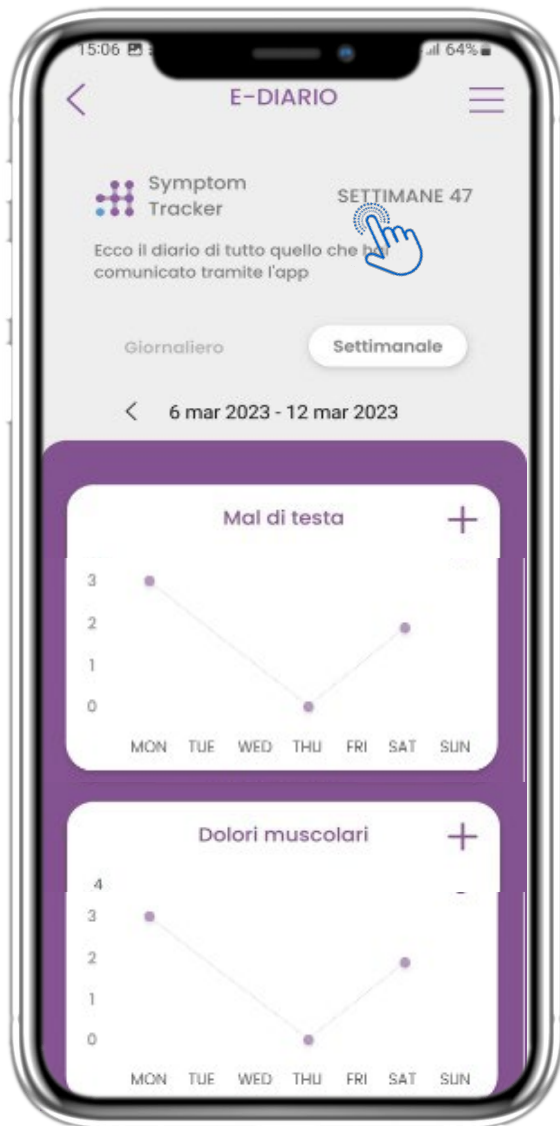 15:06 64%
E-DIARIO
Symptom
Tracker
SETTIMANE 47
Ecco il diario di tutto quello che hai
comunicato tramite l'app
Giornaliero Settimanale
< 6 mar 2023 - 12 mar 2023
Mal di testa +
3
2
1
0
MON TUE WED THU FRI SAT SUN
Dolori muscolari +
4
3
2
1
0
MON TUE WED THU FRI SAT SUN